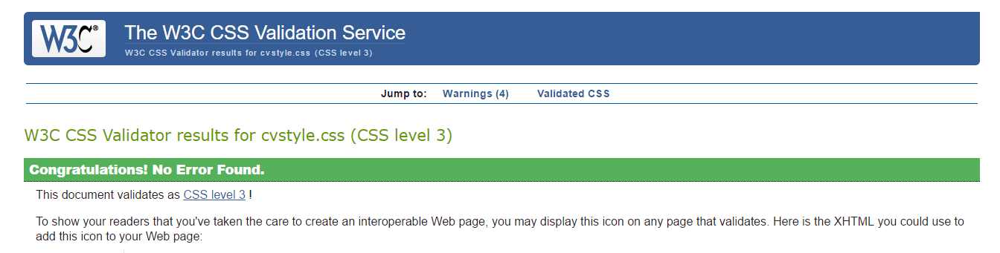 W3C®
The W3C CSS Validation Service
W3C CSS Validator results for cvstyle.css (CSS level 3)
Jump to: Warnings (4) Validated CSS
W3C CSS Validator results for cvstyle.css (CSS level 3)
Congratulations! No Error Found.
This document validates as CSS level 3 !
To show your readers that you've taken the care to create an interoperable Web page, you may display this icon on any page that validates. Here is the XHTML you could use to
add this icon to your Web page: